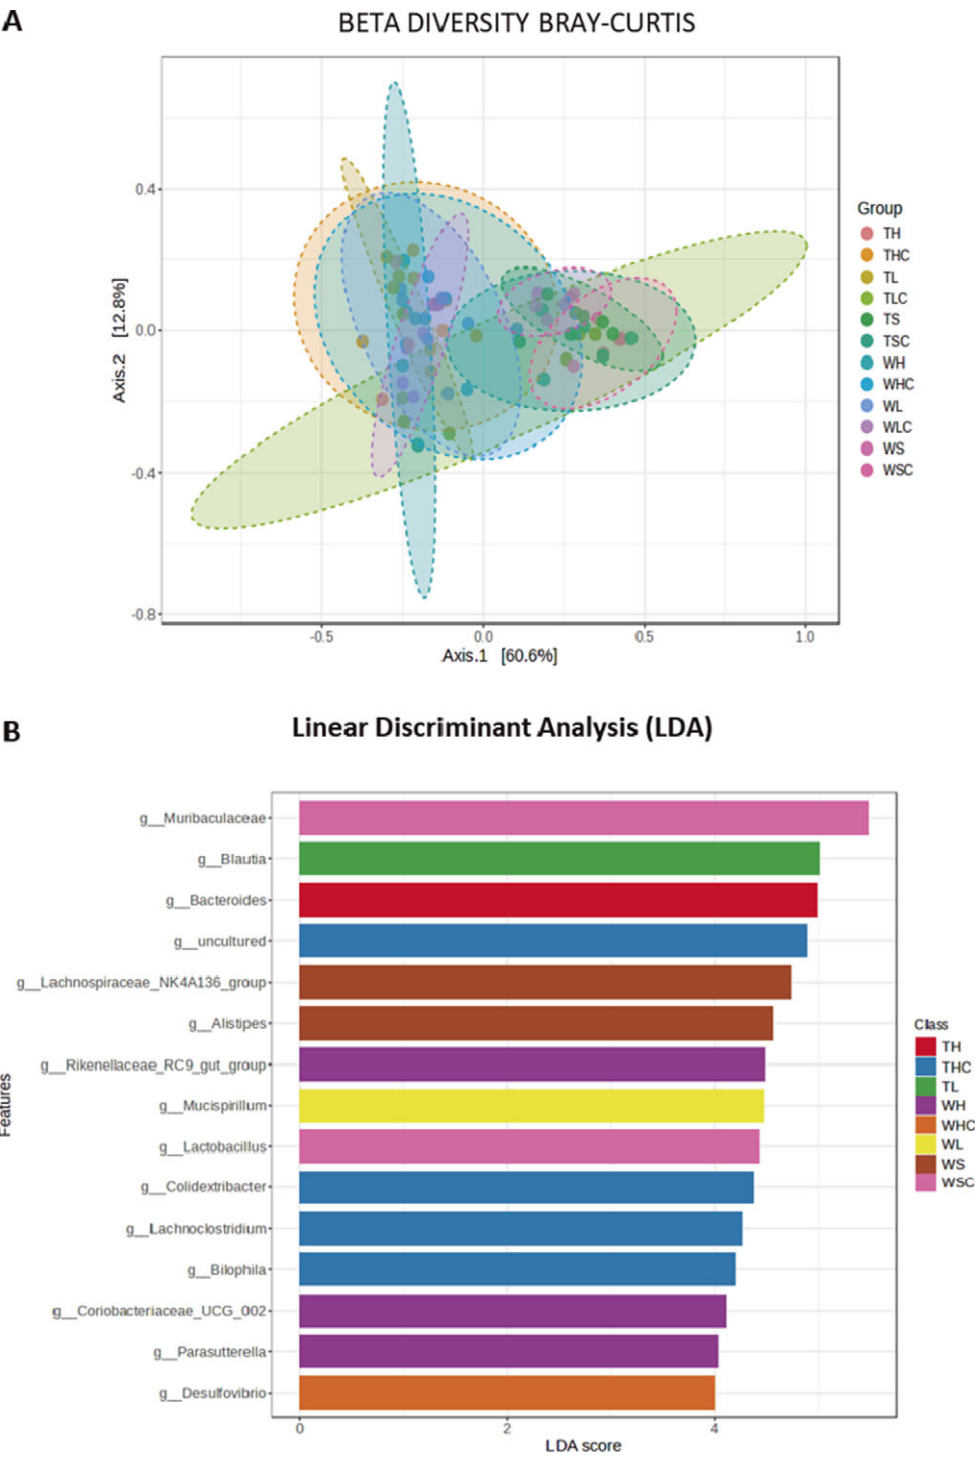 A
BETA DIVERSITY BRAY-CURTIS
0.4
0.0
-0.4
-0.8
Axis.2 [12.8%]
-0.5
0.0
0.5
1.0
Axis.1 [60.6%]
Group
TH
THC
TL
TLC
TS
TSC
WH
WHC
WL
WLC
WS
WSC
B
Linear Discriminant Analysis (LDA)
g__Muribaculaceae
g__Blautia
g__Bacteroides
g__uncultured
g__Lachnospiraceae_NK4A136_group
g__Alistipes
g__Rikenellaceae_RC9_gut_group
g__Mucispirillum
g__Lactobacillus
g__Colidextribacter
g__Lachnoclostridium
g__Bilophila
g__Coriobacteriaceae_UCG_002
g__Parasutterella
g__Desulfovibrio
Features
0
2
4
LDA score
Class
TH
THC
TL
WH
WHC
WL
WS
WSC